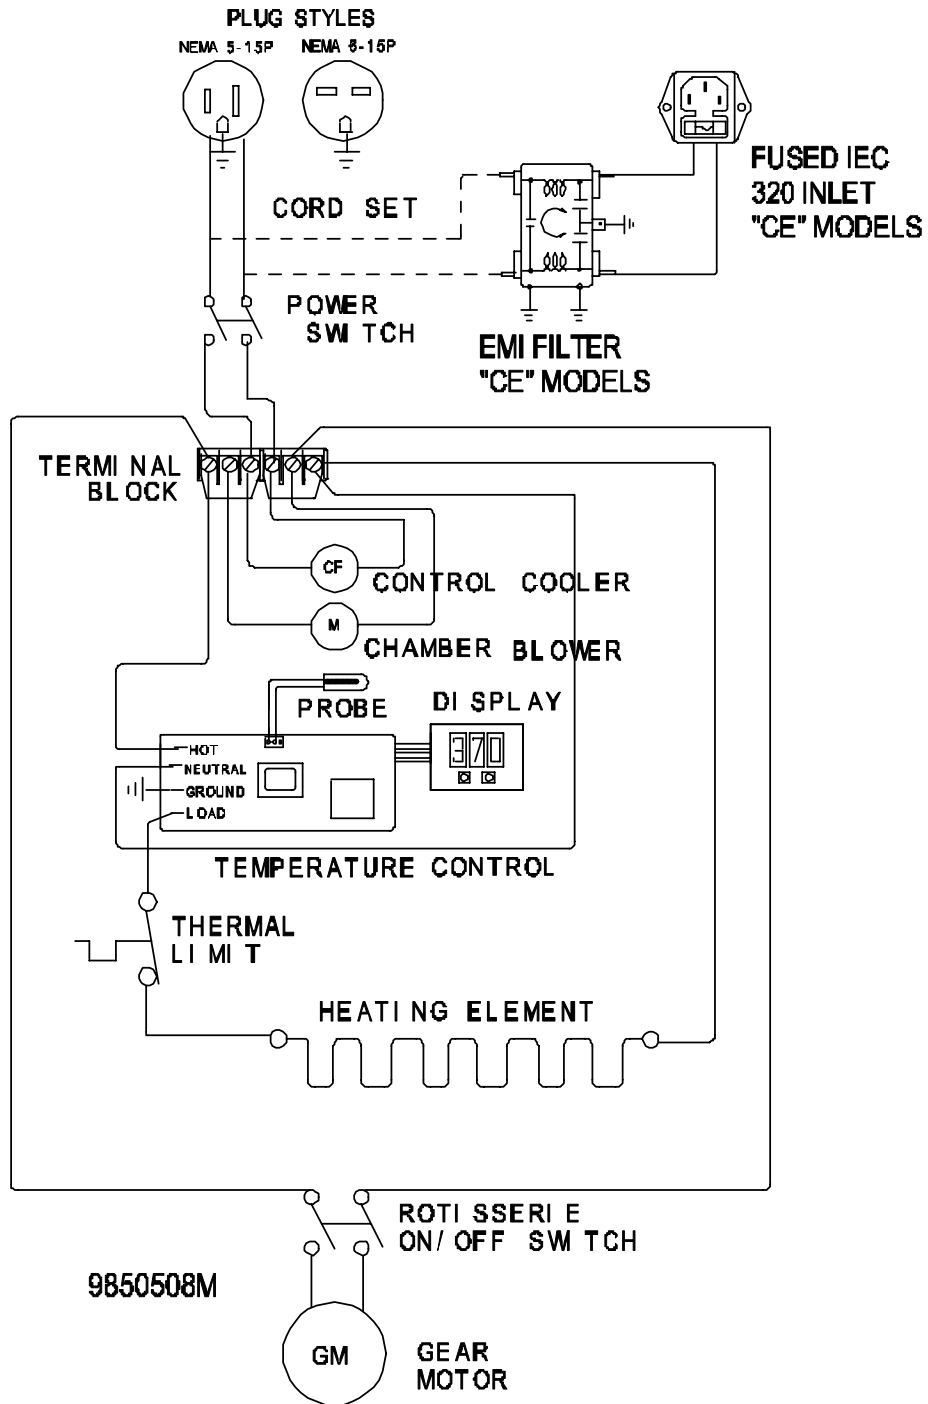 PLUG STYLES
NEMA 5-15P
NEMA 6-15P
FUSED IEC
320 INLET
"CE" MODELS
CORD SET
POWER
SWITCH
EMI FILTER
"CE" MODELS
TERMINAL
BLOCK
CF
CONTROL COOLER
M
CHAMBER BLOWER
PROBE
DISPLAY
370
HOT
NEUTRAL
GROUND
LOAD
TEMPERATURE CONTROL
THERMAL
LIMIT
HEATING ELEMENT
ROTISSERIE
ON/OFF SWITCH
9850508M
GM
GEAR
MOTOR